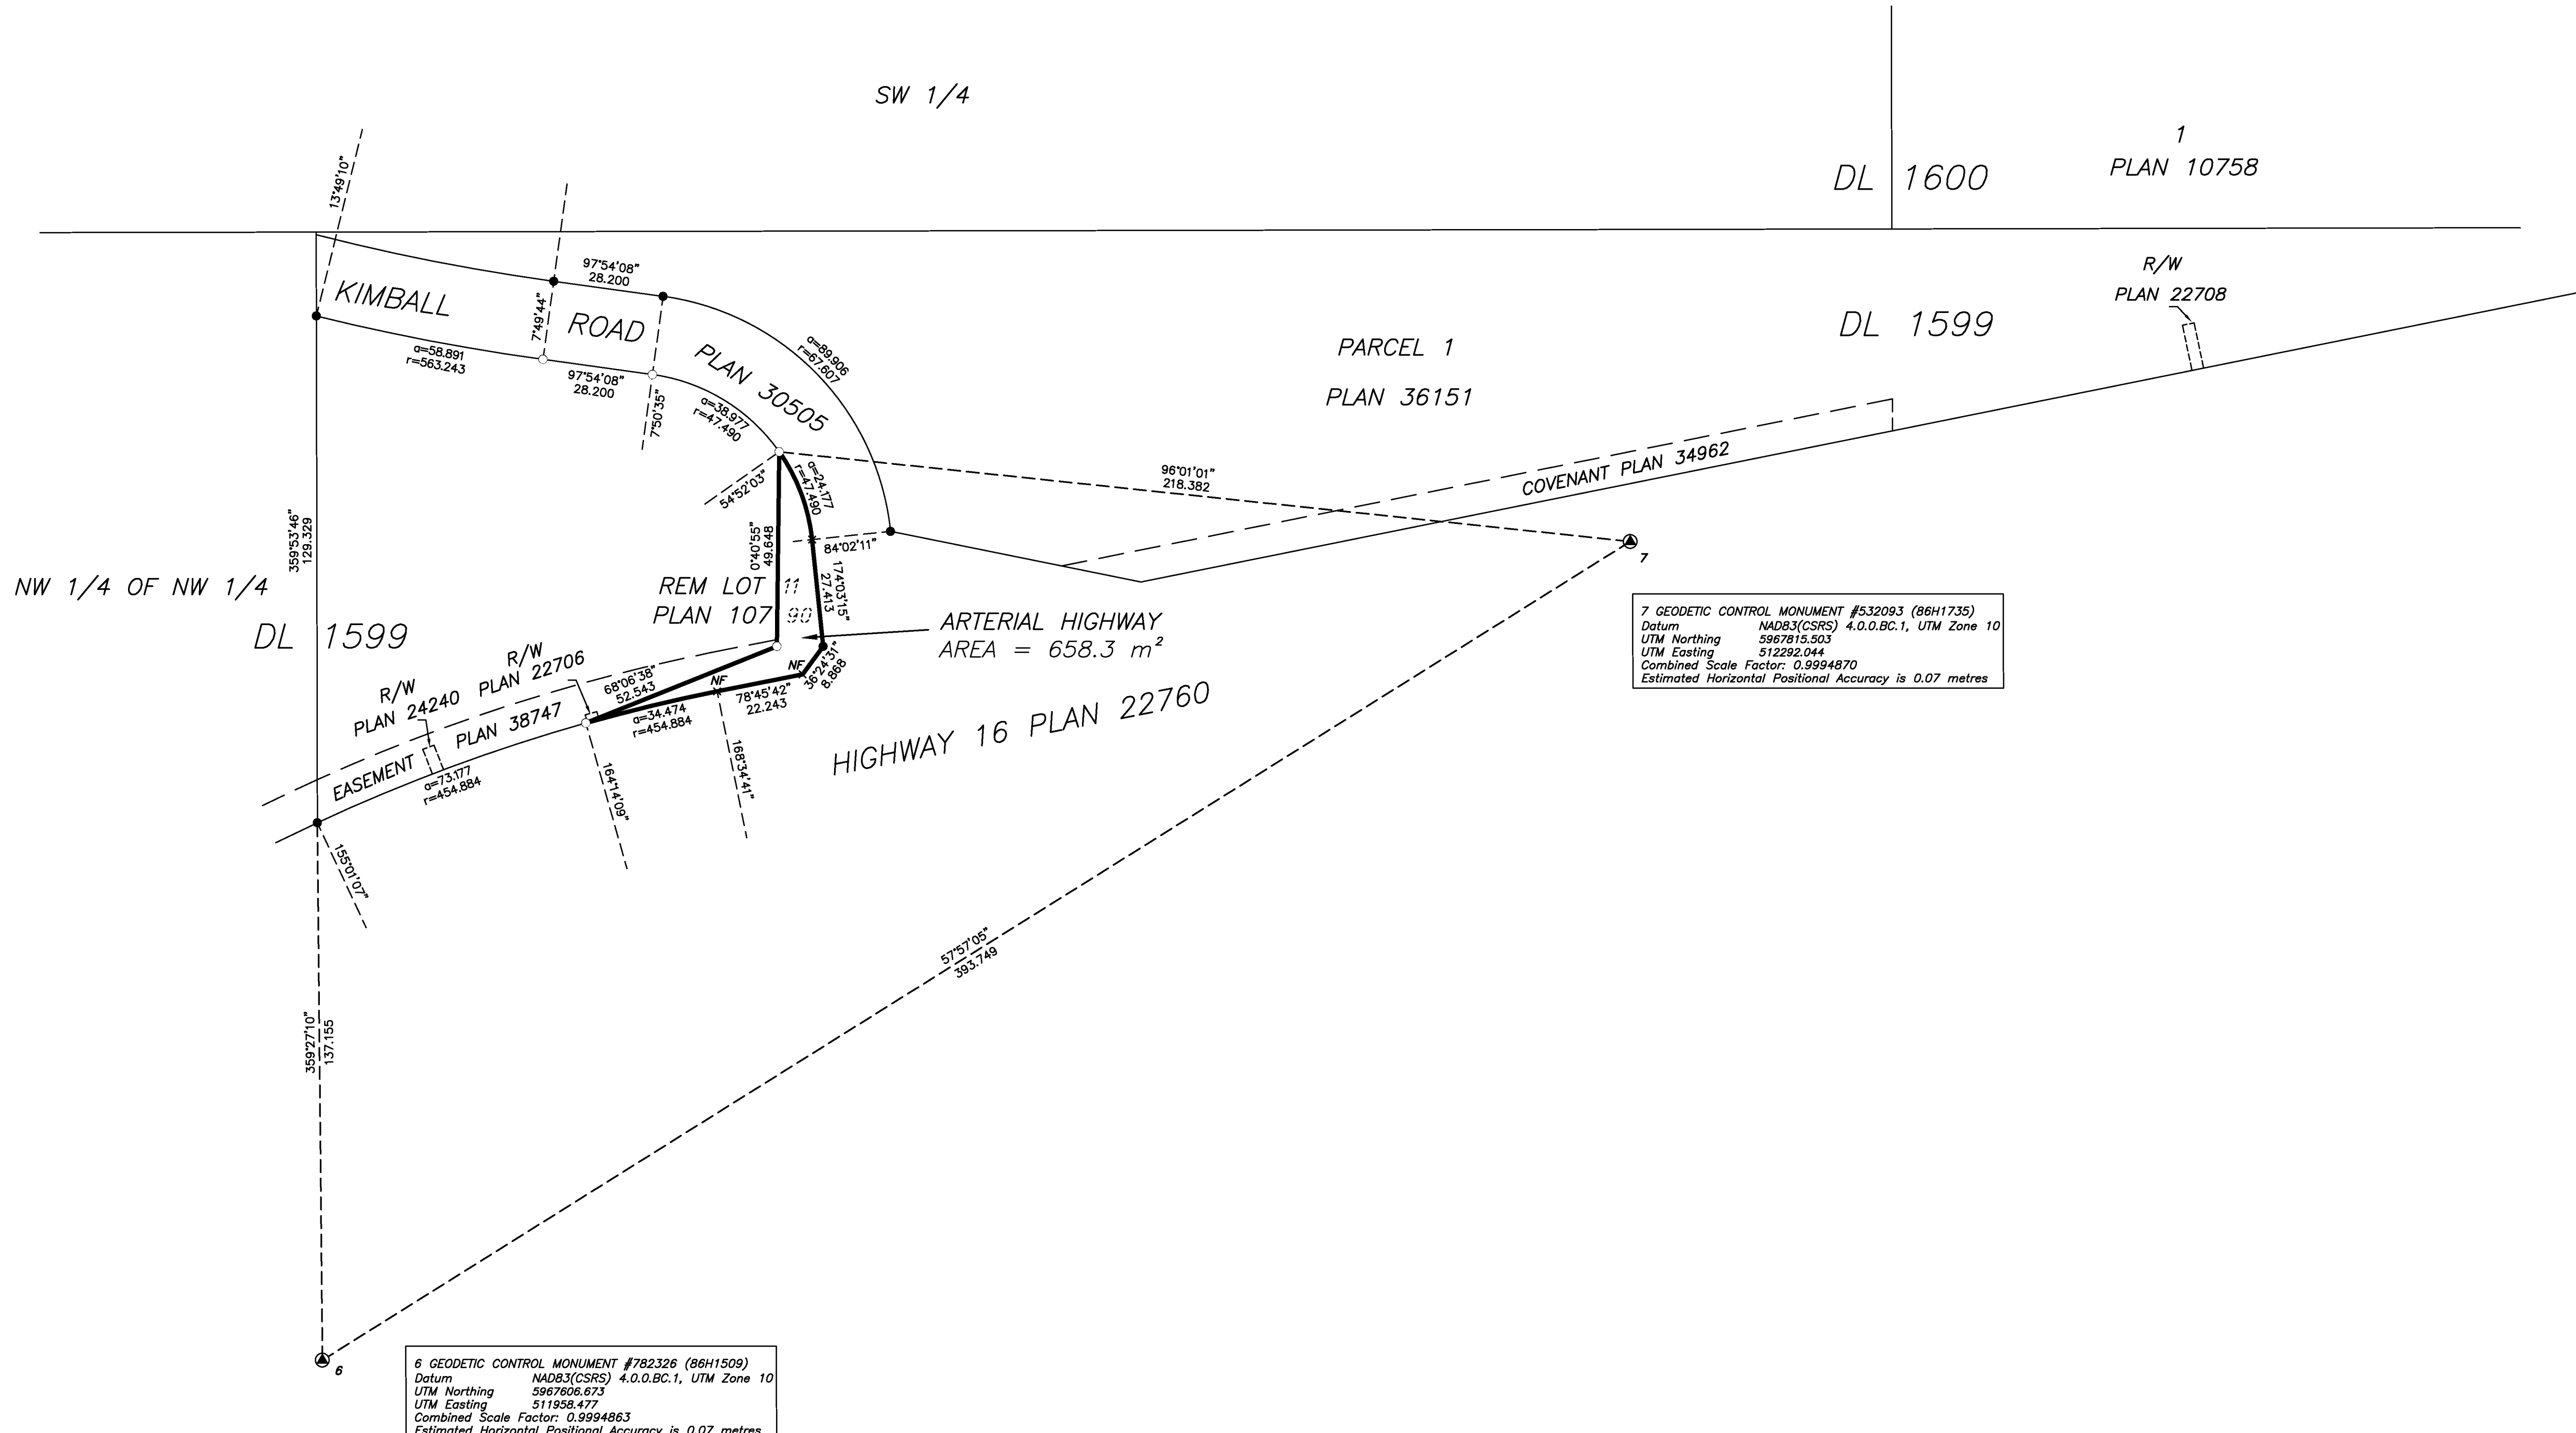 SW 1/4
1
PLAN 10758
DL 1600
13°49'10"
R/W
PLAN 22708
DL 1599
97°54'08"
28.200
KIMBALL
ROAD
7°49'44"
PLAN 30505
a=89.906
r=67.607
PARCEL 1
PLAN 36151
a=58.891
r=563.243
97°54'08"
28.200
7°50'35"
a=38.977
r=47.490
COVENANT PLAN 34962
96°01'01"
218.382
54°52'03"
a=24.177
r=47.490
359°53'46"
129.329
0°40'55"
49.648
84°02'11"
174°03'15"
27.413
7
NW 1/4 OF NW 1/4
REM LOT 11
PLAN 10790
DL 1599
ARTERIAL HIGHWAY
AREA = 658.3 m²
7 GEODETIC CONTROL MONUMENT #532093 (86H1735)
Datum NAD83(CSRS) 4.0.0.BC.1, UTM Zone 10
UTM Northing 5967815.503
UTM Easting 512292.044
Combined Scale Factor: 0.9994870
Estimated Horizontal Positional Accuracy is 0.07 metres
R/W
PLAN 22706
R/W
PLAN 24240
68°06'38"
52.543
NF
NF
36°24'31"
8.868
78°45'42"
22.243
a=34.474
r=454.884
HIGHWAY 16 PLAN 22760
EASEMENT PLAN 38747
a=73.177
r=454.884
164°14'09"
168°34'41"
155°01'07"
57°57'05"
393.749
359°27'10"
137.155
6
6 GEODETIC CONTROL MONUMENT #782326 (86H1509)
Datum NAD83(CSRS) 4.0.0.BC.1, UTM Zone 10
UTM Northing 5967606.673
UTM Easting 511958.477
Combined Scale Factor: 0.9994863
Estimated Horizontal Positional Accuracy is 0.07 metres